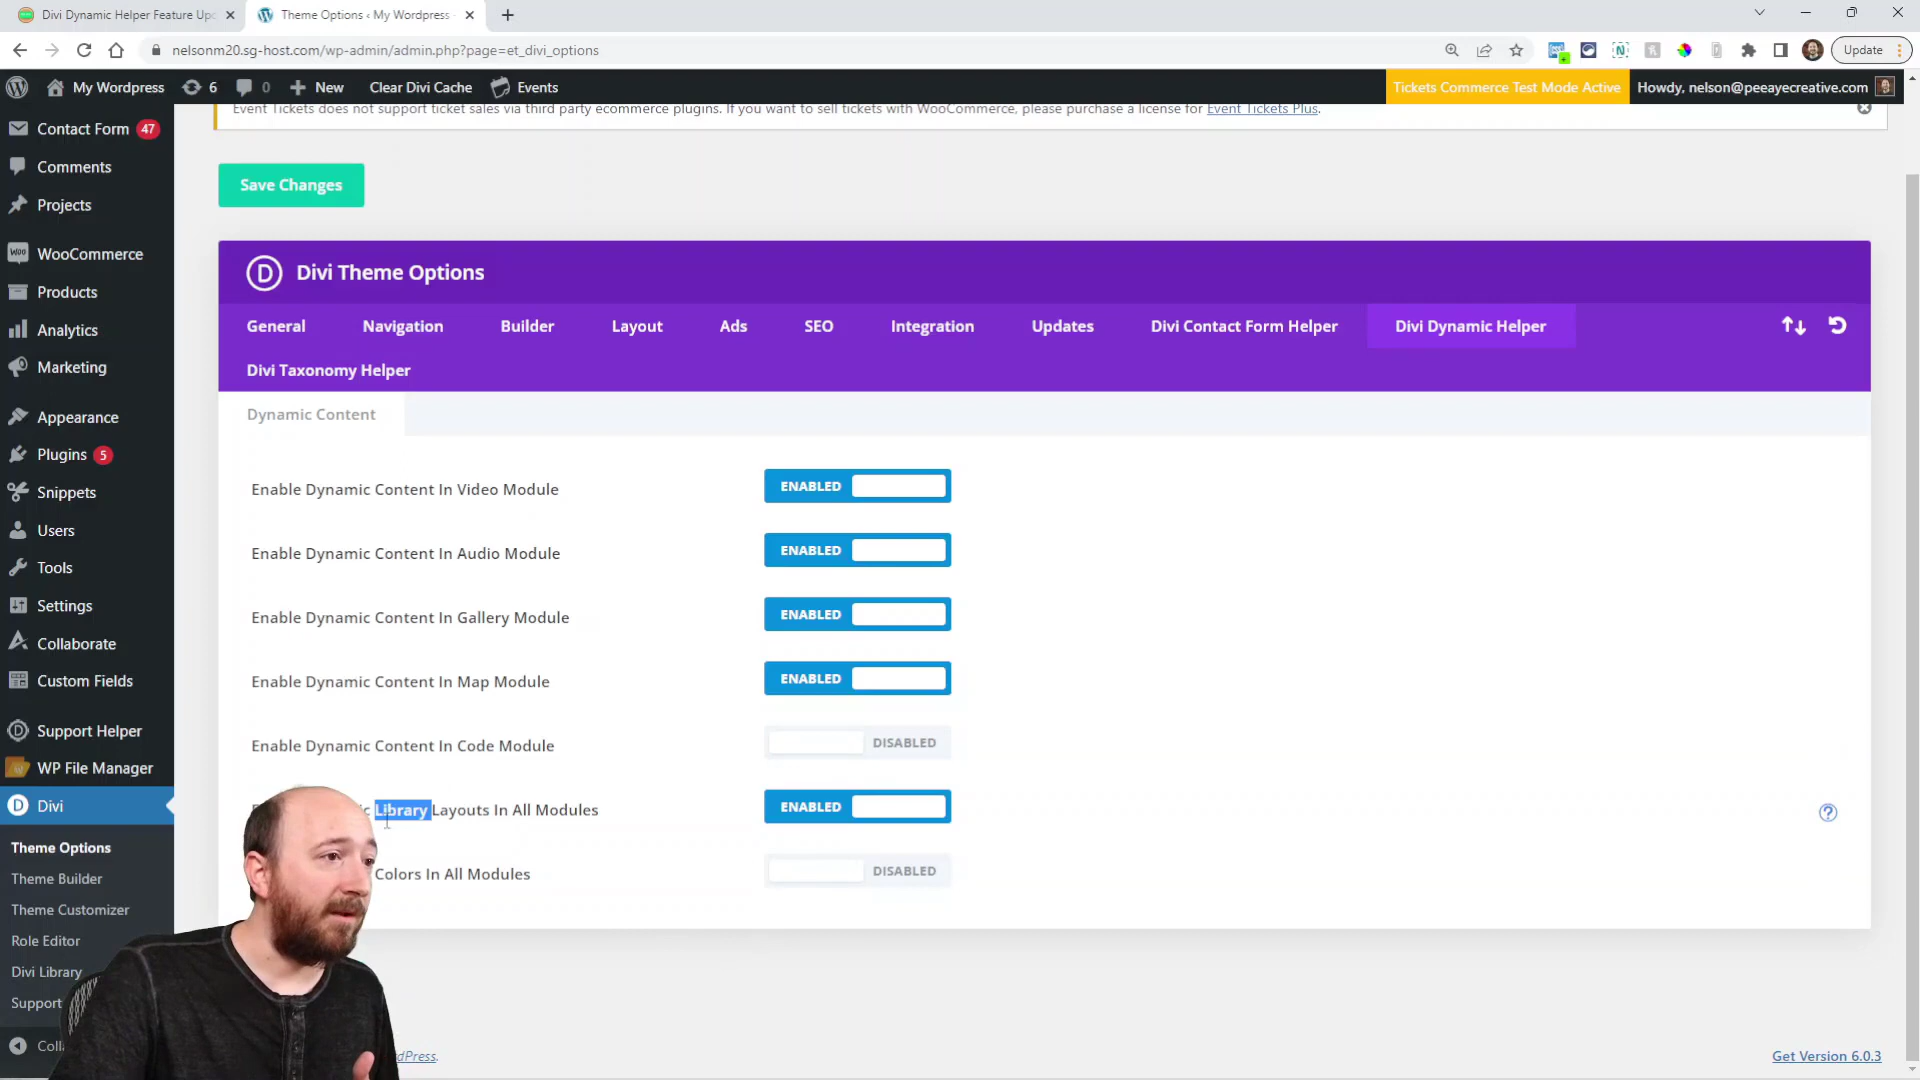 Divi Dynamic Helper Feature Up
Theme Options ‹ My Wordpress
nelsonm20.sg-host.com/wp-admin/admin.php?page=et_divi_options
Update
My Wordpress
6
0
New
Clear Divi Cache
Events
Tickets Commerce Test Mode Active
Howdy, nelson@peeayecreative.com
Event Tickets does not support ticket sales via third party ecommerce plugins. If you want to sell tickets with WooCommerce, please purchase a license for Event Tickets Plus.
Contact Form 47
Comments
Projects
WooCommerce
Products
Analytics
Marketing
Appearance
Plugins 5
Snippets
Users
Tools
Settings
Collaborate
Custom Fields
Support Helper
WP File Manager
Divi
Theme Options
Theme Builder
Theme Customizer
Role Editor
Divi Library
Support
Coll
Save Changes
Divi Theme Options
General
Navigation
Builder
Layout
Ads
SEO
Integration
Updates
Divi Contact Form Helper
Divi Dynamic Helper
Divi Taxonomy Helper
Dynamic Content
Enable Dynamic Content In Video Module ENABLED
Enable Dynamic Content In Audio Module ENABLED
Enable Dynamic Content In Gallery Module ENABLED
Enable Dynamic Content In Map Module ENABLED
Enable Dynamic Content In Code Module DISABLED
Library Layouts In All Modules ENABLED
Colors In All Modules DISABLED
dPress.
Get Version 6.0.3